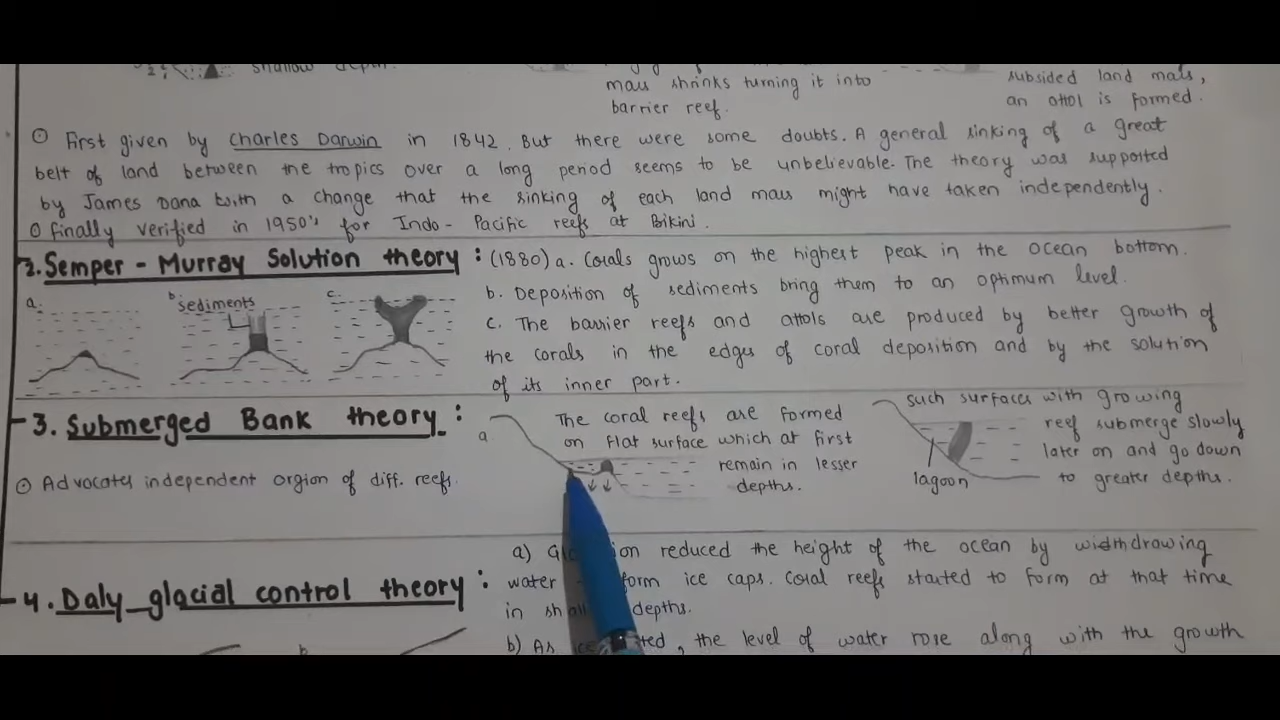 shallow depth.
mass shrinks turning it into
barrier reef.
subsided land mass,
an attol is formed.
First given by Charles Darwin in 1842. But there were some doubts. A general sinking of a great
belt of land between the tropics over a long period seems to be unbelievable. The theory was supported
by James Dana with a change that the sinking of each land mass might have taken independently.
Finally verified in 1950's for Indo - Pacific reefs at Bikini.
2. Semper - Murray Solution theory : (1880) a. Corals grows on the highest peak in the ocean bottom.
b. Deposition of sediments bring them to an optimum level.
c. The barrier reefs and attols are produced by better growth of
the corals in the edges of coral deposition and by the solution
of its inner part.
a.
b. sediments
c.
3. Submerged Bank theory :
Advocates independent orgion of diff. reefs.
a
The coral reefs are formed
on flat surface which at first
remain in lesser
depths.
such surfaces with growing
reef submerge slowly
later on and go down
to greater depths.
lagoon
4. Daly glacial control theory :
a) reduced the height of the ocean by widthdrawing
water form ice caps. Coral reefs started to form at that time
in depths.
b) As the level of water rose along with the growth
b